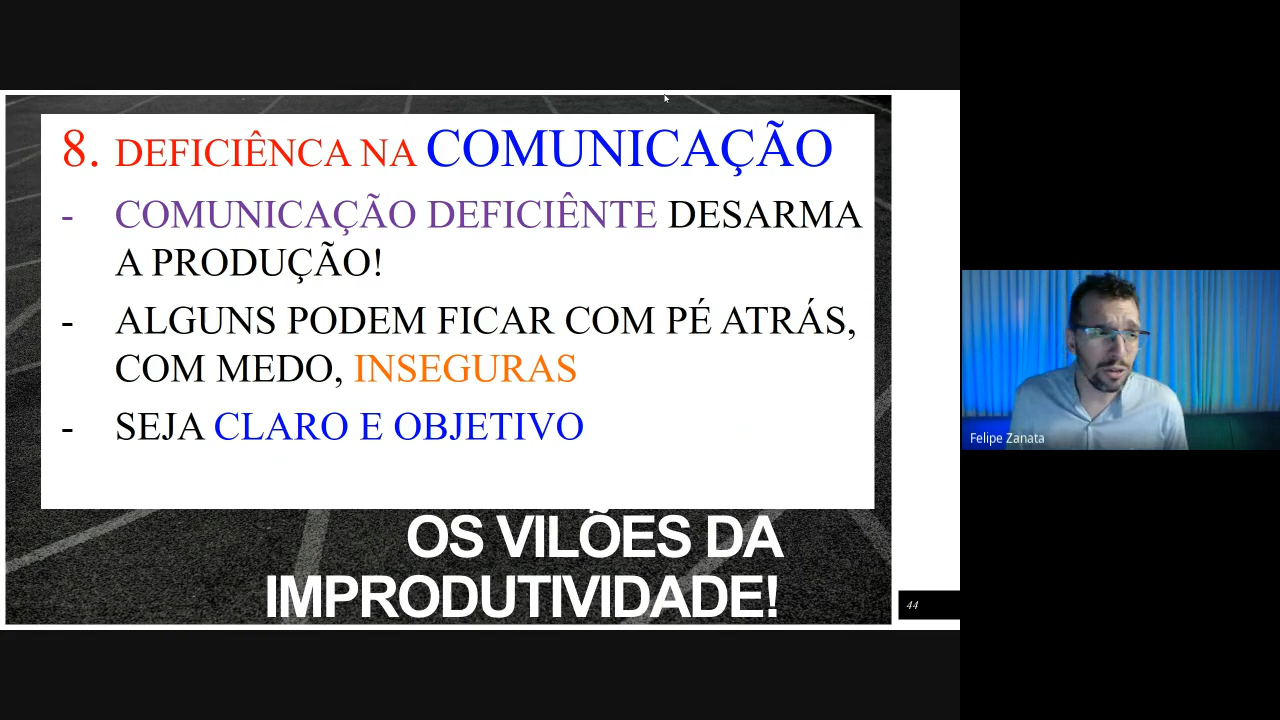 8. DEFICIÊNCA NA COMUNICAÇÃO
- COMUNICAÇÃO DEFICIÊNTE DESARMA
A PRODUÇÃO!
- ALGUNS PODEM FICAR COM PÉ ATRÁS,
COM MEDO, INSEGURAS
- SEJA CLARO E OBJETIVO
OS VILÕES DA
IMPRODUTIVIDADE!
44
Felipe Zanata